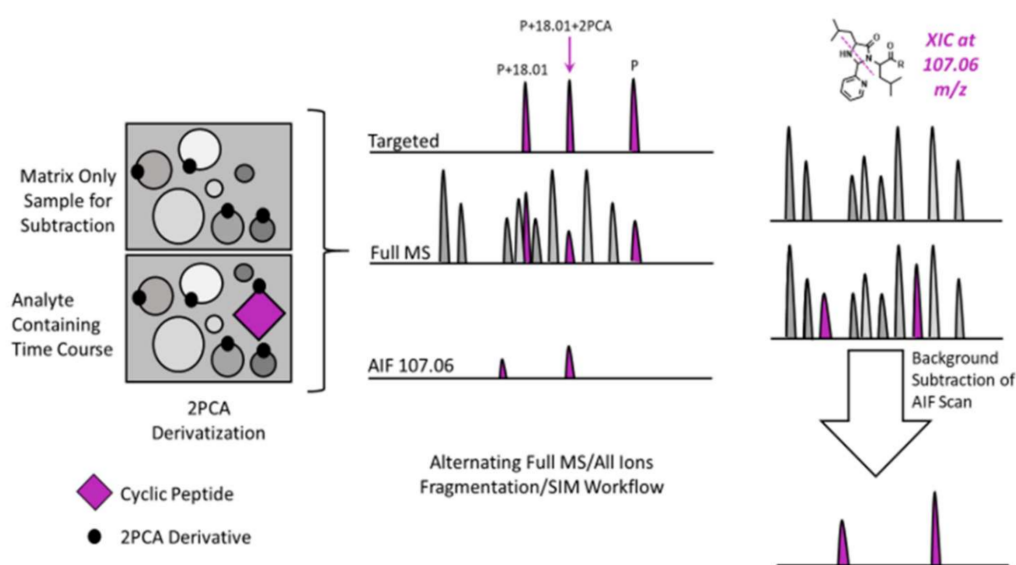 Matrix Only
Sample for
Subtraction
Analyte
Containing
Time Course
2PCA
Derivatization
Cyclic Peptide
2PCA Derivative
P+18.01+2PCA
P+18.01
P
Targeted
Full MS
AIF 107.06
Alternating Full MS/All Ions
Fragmentation/SIM Workflow
O
HN
N
O
R
N
XIC at
107.06
m/z
Background
Subtraction of
AIF Scan